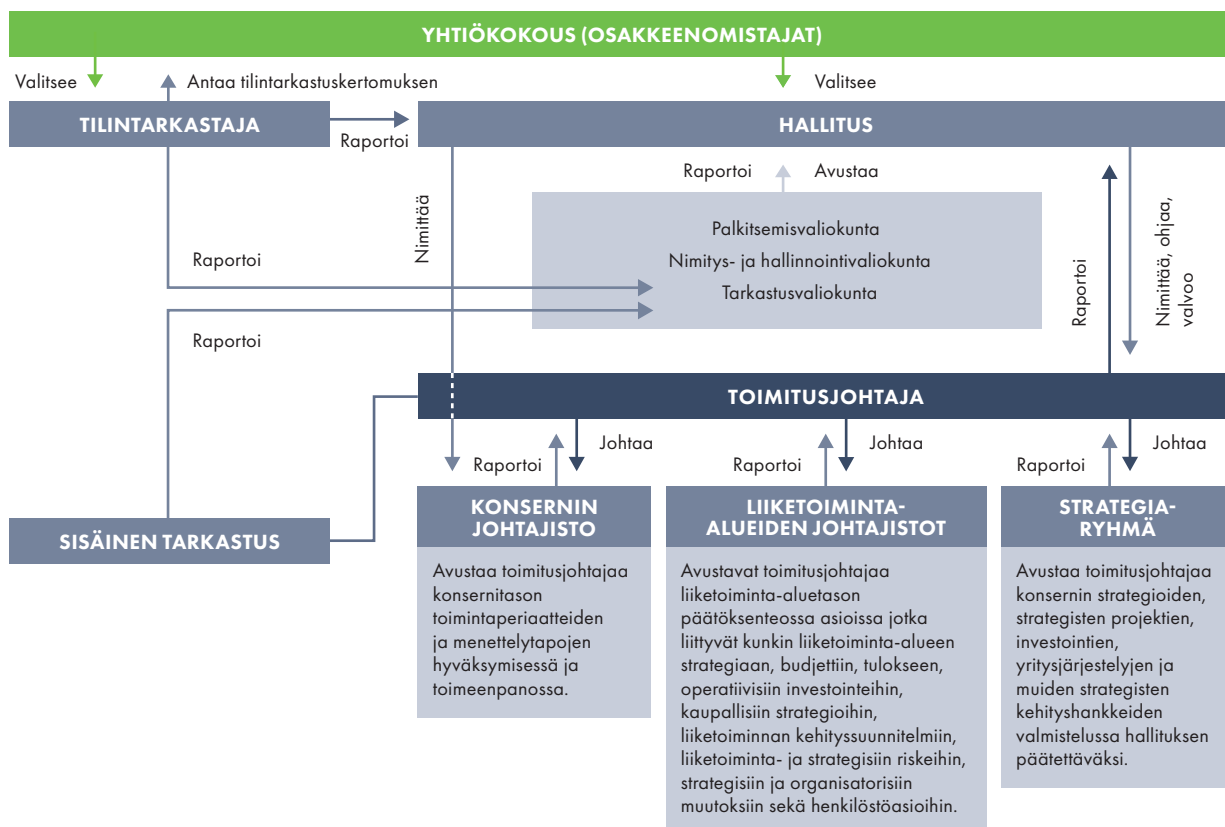 YHTIÖKOKOUS (OSAKKEENOMISTAJAT)
Valitsee
Antaa tilintarkastuskertomuksen
Valitsee
TILINTARKASTAJA
Raportoi
HALLITUS
Raportoi
Avustaa
Nimittää
Palkitsemisvaliokunta
Nimitys- ja hallinnointivaliokunta
Tarkastusvaliokunta
Raportoi
Raportoi
Raportoi
Nimittää, ohjaa,
valvoo
TOIMITUSJOHTAJA
Raportoi
Johtaa
Raportoi
Johtaa
Raportoi
Johtaa
SISÄINEN TARKASTUS
KONSERNIN
JOHTAJISTO
Avustaa toimitusjohtajaa
konsernitason
toimintaperiaatteiden
ja menettelytapojen
hyväksymisessä ja
toimeenpanossa.
LIIKETOIMINTA-
ALUEIDEN JOHTAJISTOT
Avustavat toimitusjohtajaa
liiketoiminta-aluetason
päätöksenteossa asioissa jotka
liittyvät kunkin liiketoiminta-alueen
strategiaan, budjettiin, tulokseen,
operatiivisiin investointeihin,
kaupallisiin strategioihin,
liiketoiminnan kehityssuunnitelmiin,
liiketoiminta- ja strategisiin riskeihin,
strategisiin ja organisatorisiin
muutoksiin sekä henkilöstöasioihin.
STRATEGIA-
RYHMÄ
Avustaa toimitusjohtajaa
konsernin strategioiden,
strategisten projektien,
investointien,
yritysjärjestelyjen ja
muiden strategisten
kehityshankkeiden
valmistelussa hallituksen
päätettäväksi.